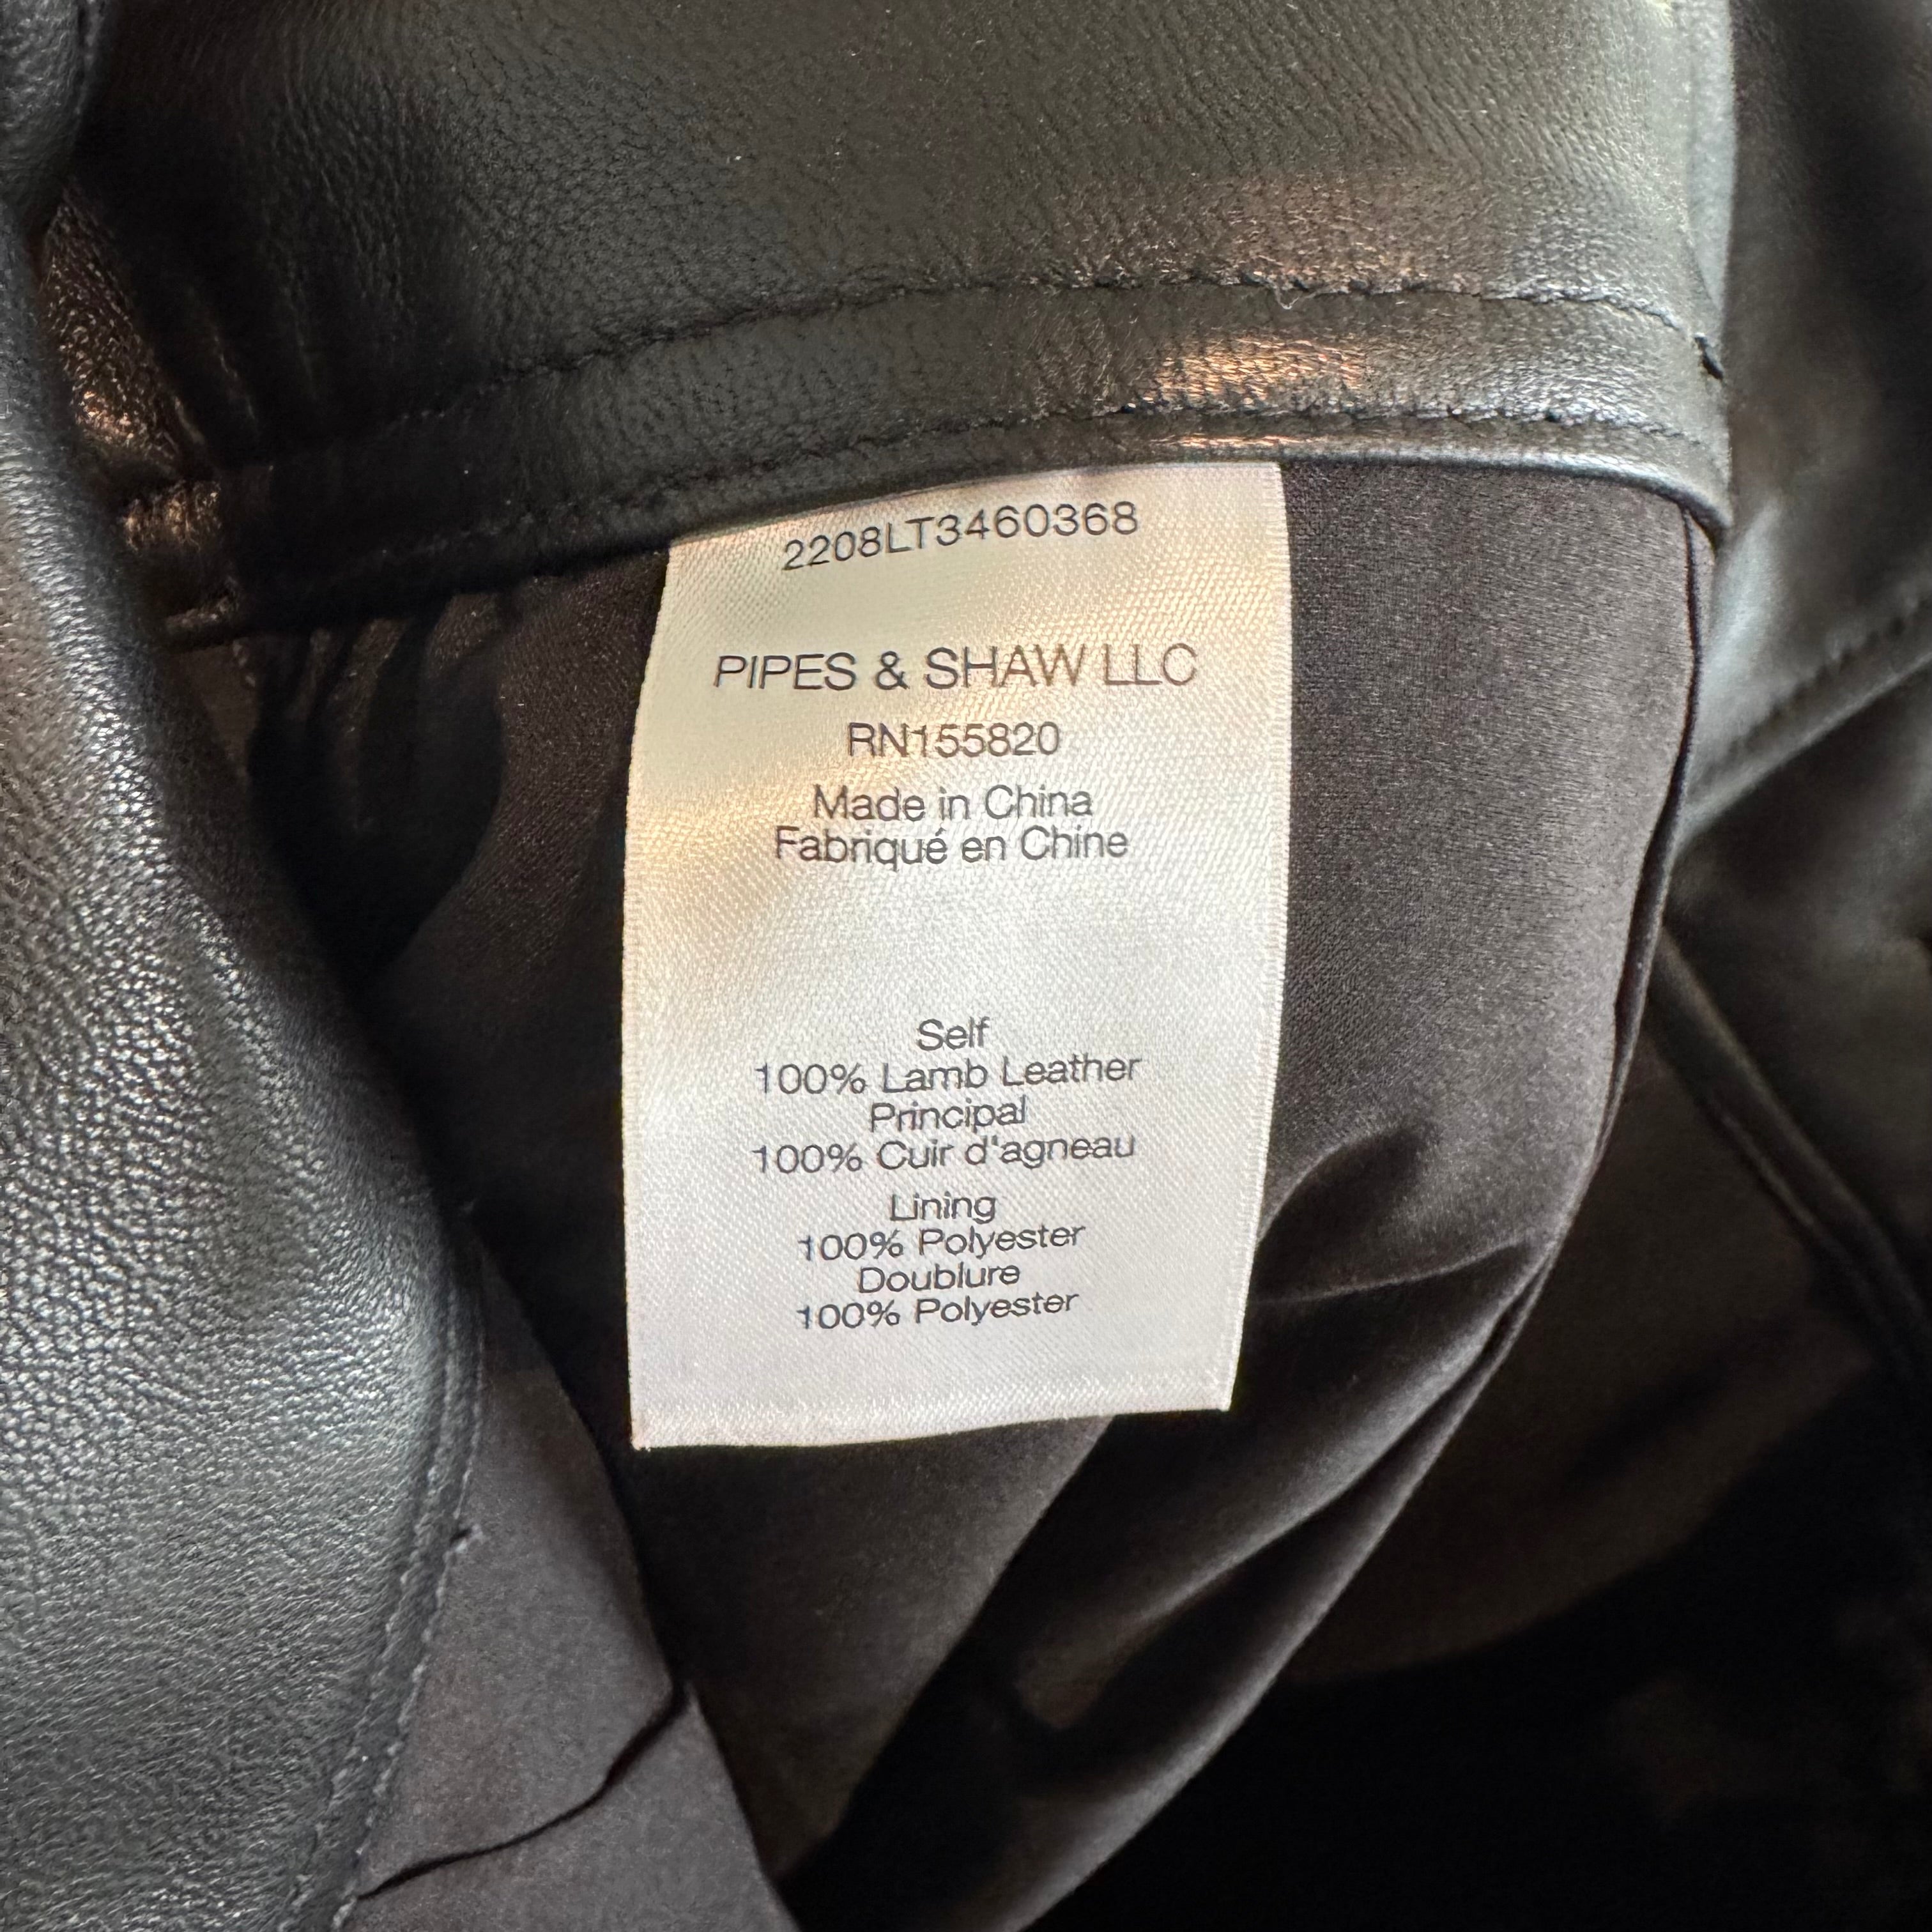 2208LT3460368
PIPES & SHAW LLC
RN155820
Made in China
Fabriqué en Chine
Self
100% Lamb Leather
Principal
100% Cuir d'agneau
Lining
100% Polyester
Doublure
100% Polyester